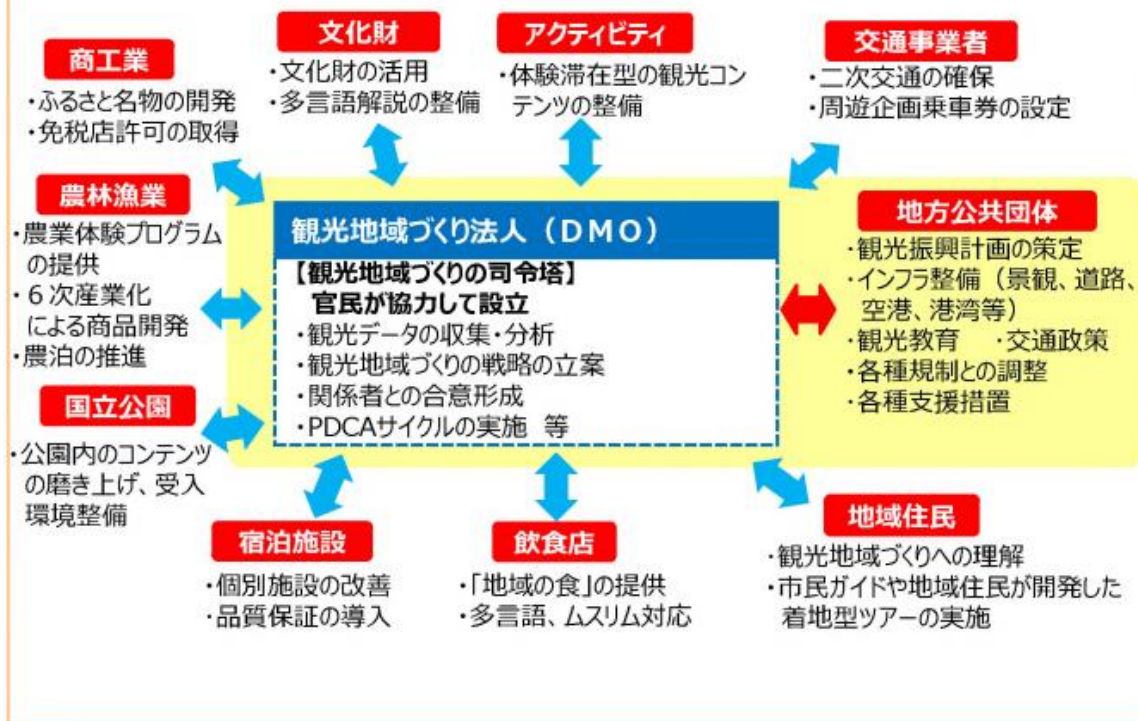 商工業
・ふるさと名物の開発
・免税店許可の取得
文化財
・文化財の活用
・多言語解説の整備
アクティビティ
・体験滞在型の観光コン
テンツの整備
交通事業者
・二次交通の確保
・周遊企画乗車券の設定
農林漁業
・農業体験プログラム
の提供
・６次産業化
による商品開発
・農泊の推進
観光地域づくり法人（ＤＭＯ）
【観光地域づくりの司令塔】
官民が協力して設立
・観光データの収集・分析
・観光地域づくりの戦略の立案
・関係者との合意形成
・PDCAサイクルの実施 等
地方公共団体
・観光振興計画の策定
・インフラ整備（景観、道路、
空港、港湾等）
・観光教育 ・交通政策
・各種規制との調整
・各種支援措置
国立公園
・公園内のコンテンツ
の磨き上げ、受入
環境整備
宿泊施設
・個別施設の改善
・品質保証の導入
飲食店
・「地域の食」の提供
・多言語、ムスリム対応
地域住民
・観光地域づくりへの理解
・市民ガイドや地域住民が開発した
着地型ツアーの実施